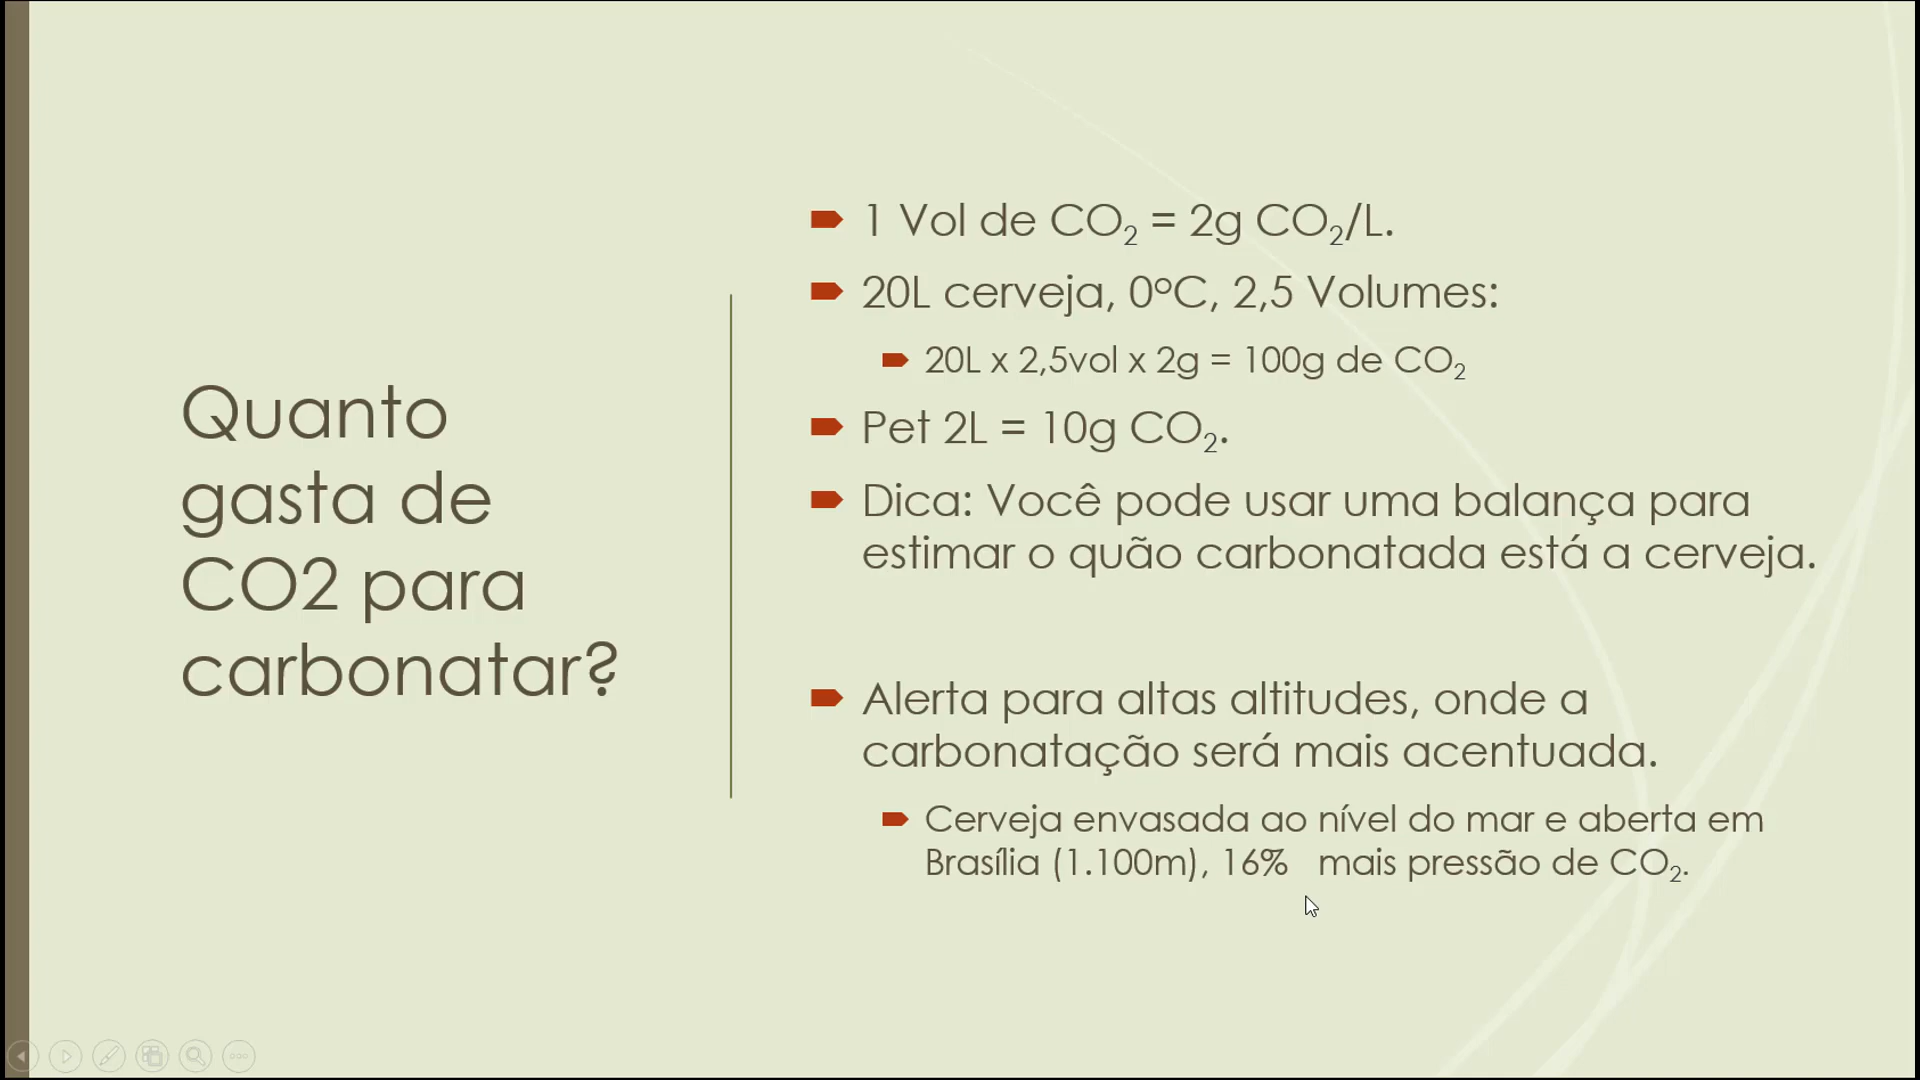 Quanto
gasta de
CO2 para
carbonatar?
1 Vol de CO₂ = 2g CO₂/L.
20L cerveja, 0ºC, 2,5 Volumes:
20L x 2,5vol x 2g = 100g de CO₂
Pet 2L = 10g CO₂.
Dica: Você pode usar uma balança para
estimar o quão carbonatada está a cerveja.
Alerta para altas altitudes, onde a
carbonatação será mais acentuada.
Cerveja envasada ao nível do mar e aberta em
Brasília (1.100m), 16% mais pressão de CO₂.